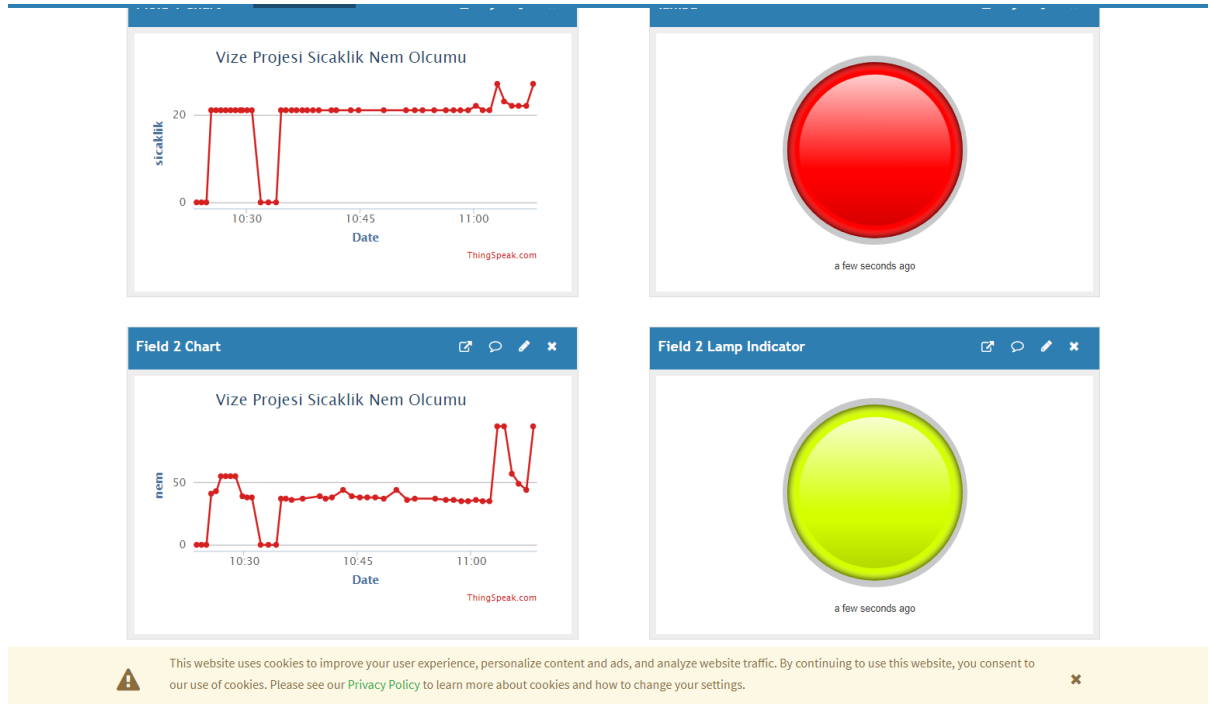 Vize Projesi Sicaklik Nem Olcumu
20
sicaklik
0
10:30 10:45 11:00
Date
ThingSpeak.com
a few seconds ago
Field 2 Chart
Field 2 Lamp Indicator
Vize Projesi Sicaklik Nem Olcumu
50
nem
0
10:30 10:45 11:00
Date
ThingSpeak.com
a few seconds ago
This website uses cookies to improve your user experience, personalize content and ads, and analyze website traffic. By continuing to use this website, you consent to
our use of cookies. Please see our Privacy Policy to learn more about cookies and how to change your settings.